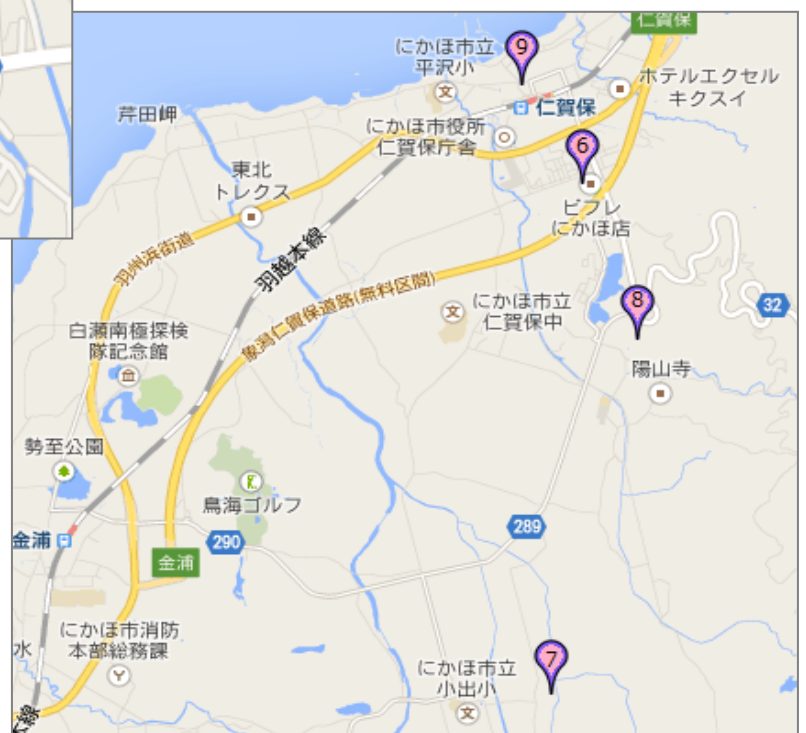 仁賀保
9
にかほ市立
平沢小
ホテルエクセル
キクスイ
芹田岬
仁賀保
にかほ市役所
仁賀保庁舎
6
東北
トレクス
ビフレ
にかほ店
羽州浜街道
羽越本線
象潟仁賀保道路(無料区間)
8
32
にかほ市立
仁賀保中
白瀬南極探検
隊記念館
陽山寺
勢至公園
鳥海ゴルフ
289
290
金浦
金浦
にかほ市消防
本部総務課
水
7
にかほ市立
小出小
本線